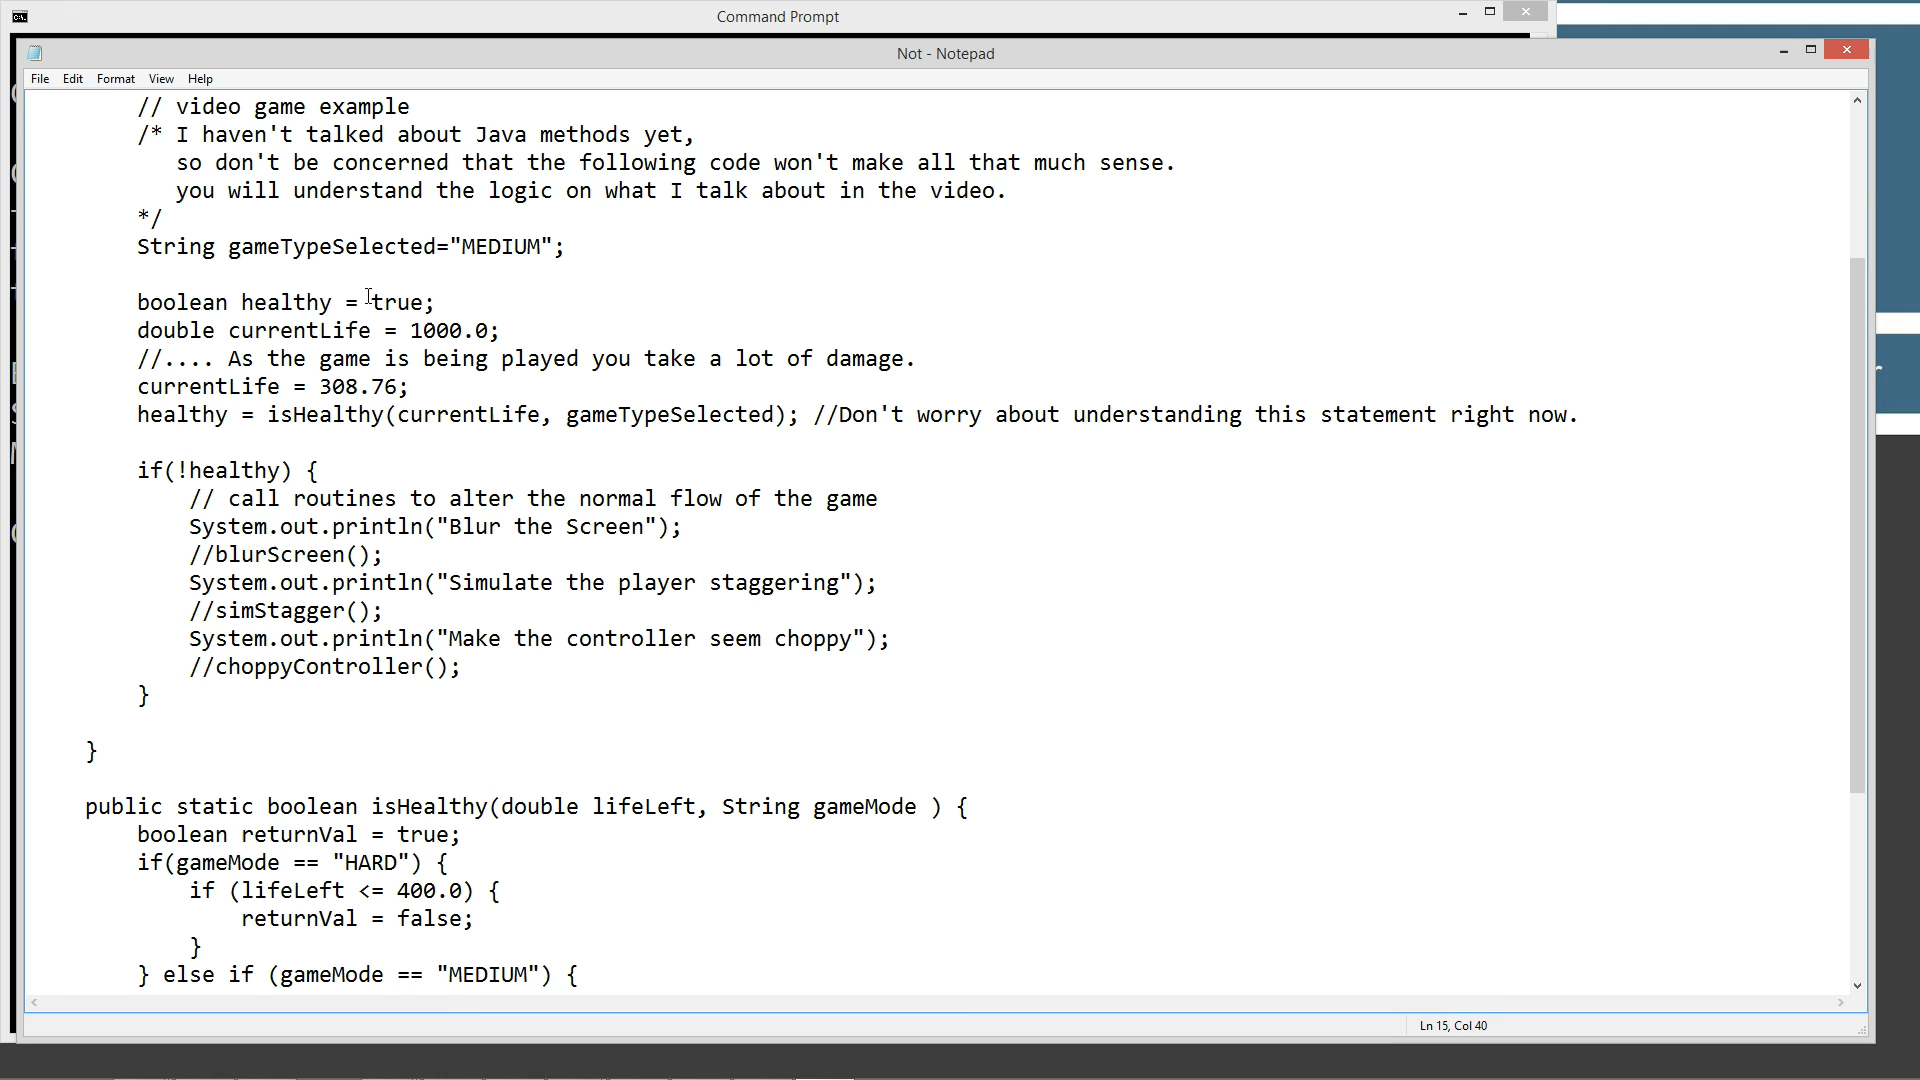 Command Prompt
Not - Notepad
File Edit Format View Help
// video game example
/* I haven't talked about Java methods yet,
so don't be concerned that the following code won't make all that much sense.
you will understand the logic on what I talk about in the video.
*/
String gameTypeSelected="MEDIUM";
boolean healthy = true;
double currentLife = 1000.0;
//.... As the game is being played you take a lot of damage.
currentLife = 308.76;
healthy = isHealthy(currentLife, gameTypeSelected); //Don't worry about understanding this statement right now.
if(!healthy) {
// call routines to alter the normal flow of the game
System.out.println("Blur the Screen");
//blurScreen();
System.out.println("Simulate the player staggering");
//simStagger();
System.out.println("Make the controller seem choppy");
//choppyController();
}
}
public static boolean isHealthy(double lifeLeft, String gameMode ) {
boolean returnVal = true;
if(gameMode == "HARD") {
if (lifeLeft <= 400.0) {
returnVal = false;
}
} else if (gameMode == "MEDIUM") {
Ln 15, Col 40